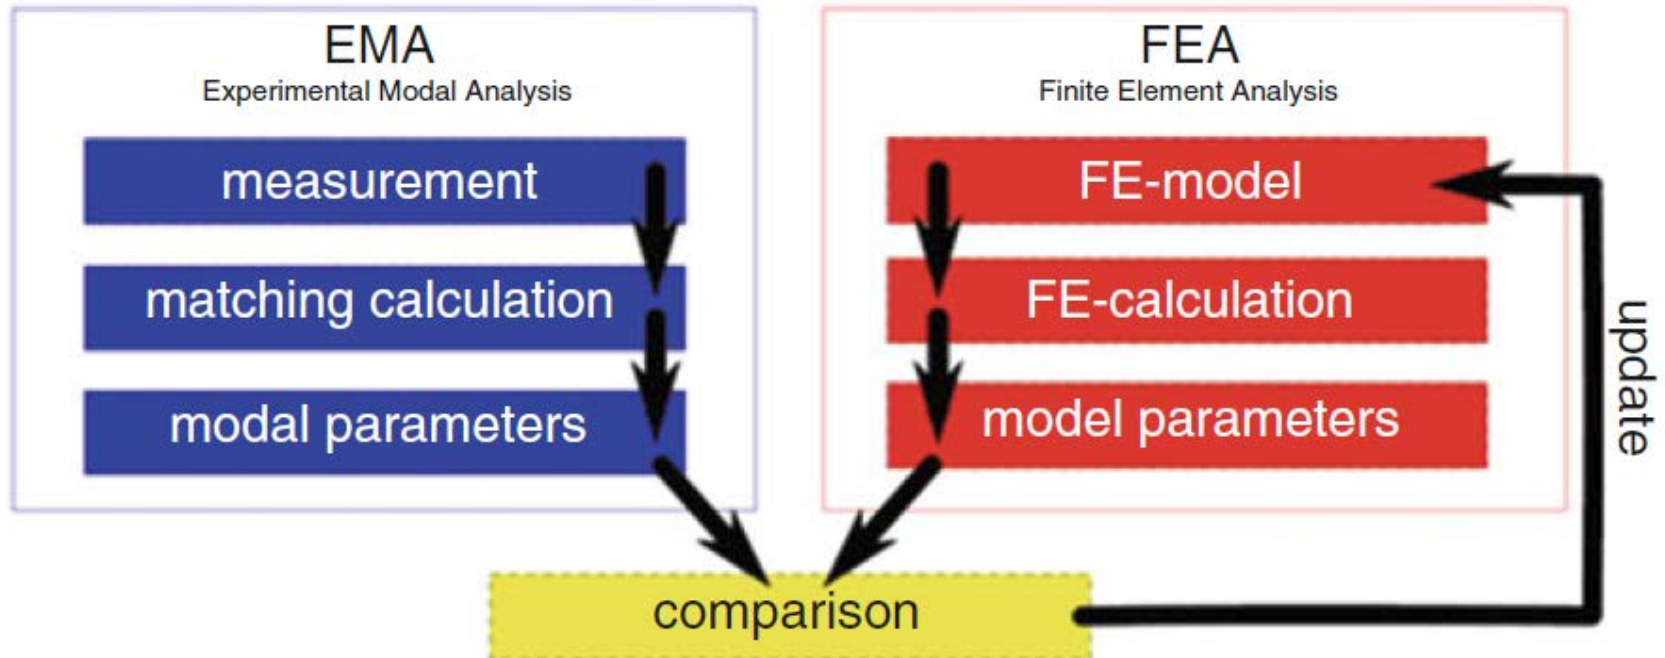 EMA
Experimental Modal Analysis
measurement
matching calculation
modal parameters
FEA
Finite Element Analysis
FE-model
FE-calculation
model parameters
update
comparison